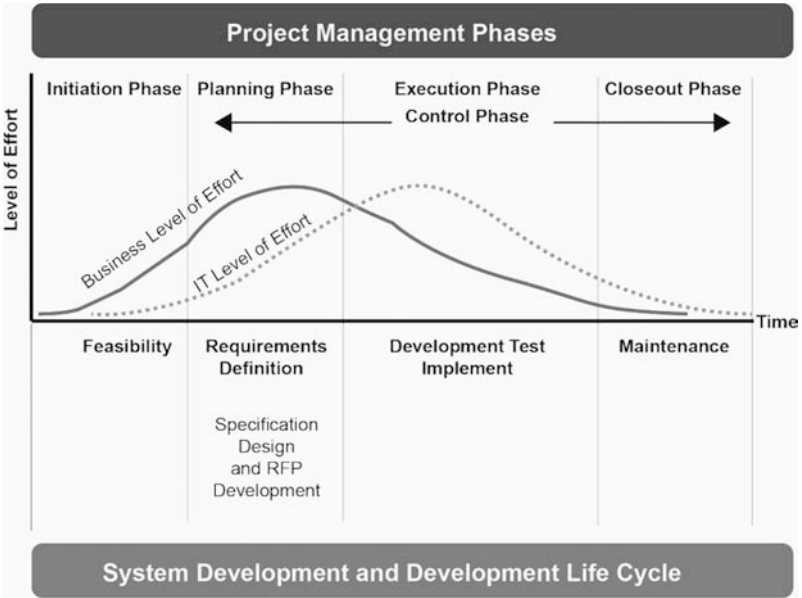 Project Management Phases
Initiation Phase
Planning Phase
Execution Phase
Closeout Phase
Control Phase
Level of Effort
Business Level of Effort
IT Level of Effort
Time
Feasibility
Requirements
Definition
Development Test
Implement
Maintenance
Specification
Design
and RFP
Development
System Development and Development Life Cycle